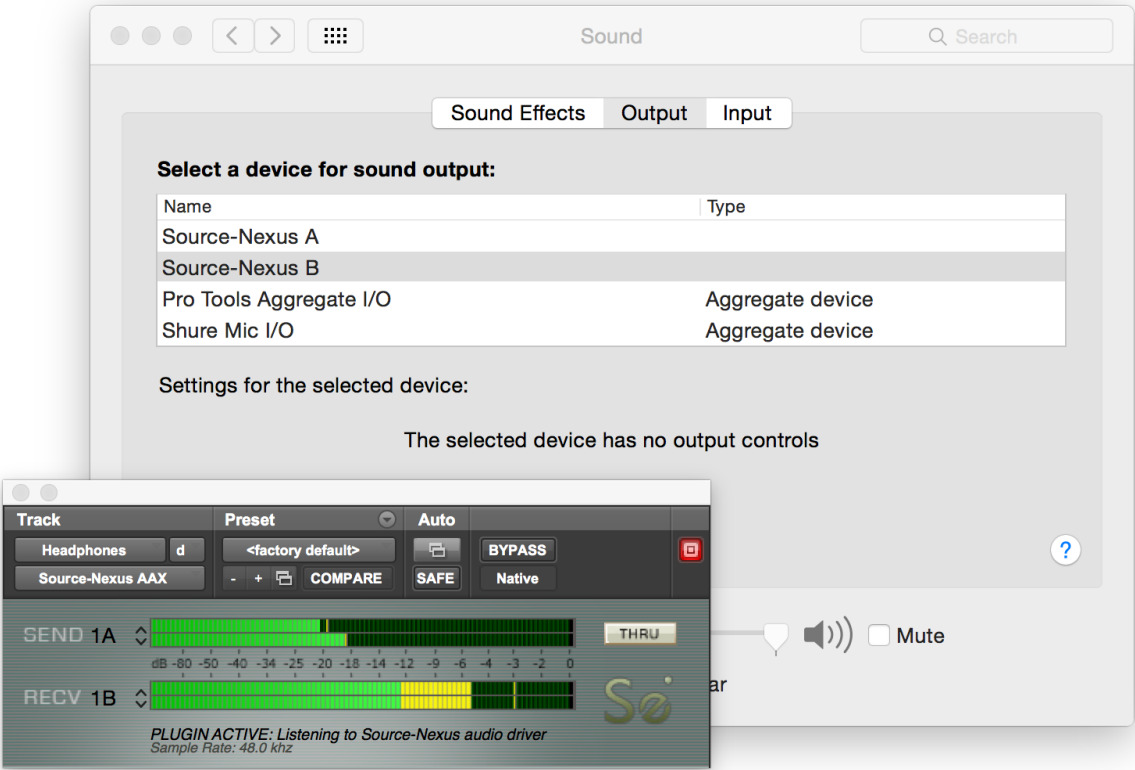 Sound
Search
Sound Effects Output Input
Select a device for sound output:
Name Type
Source-Nexus A
Source-Nexus B
Pro Tools Aggregate I/O Aggregate device
Shure Mic I/O Aggregate device
Settings for the selected device:
The selected device has no output controls
?
Mute
ar
Track Preset Auto
Headphones d <factory default> BYPASS
Source-Nexus AAX - + COMPARE SAFE Native
SEND 1A THRU
dB -80 -50 -40 -34 -25 -20 -18 -14 -12 -9 -6 -4 -3 -2 0
RECV 1B Se
PLUGIN ACTIVE: Listening to Source-Nexus audio driver
Sample Rate: 48.0 khz